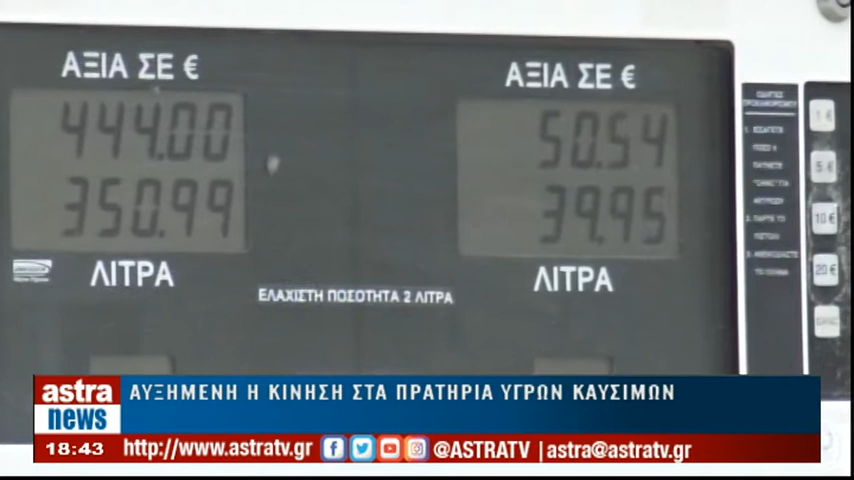 ΑΞΙΑ ΣΕ €
ΑΞΙΑ ΣΕ €
444.00
50.54
350.99
39.95
ΛΙΤΡΑ
ΛΙΤΡΑ
ΕΛΑΧΙΣΤΗ ΠΟΣΟΤΗΤΑ 2 ΛΙΤΡΑ
1 €
5 €
10 €
20 €
astra
news
ΑΥΞΗΜΕΝΗ Η ΚΙΝΗΣΗ ΣΤΑ ΠΡΑΤΗΡΙΑ ΥΓΡΩΝ ΚΑΥΣΙΜΩΝ
18:43 http://www.astratv.gr @ASTRATV | astra@astratv.gr